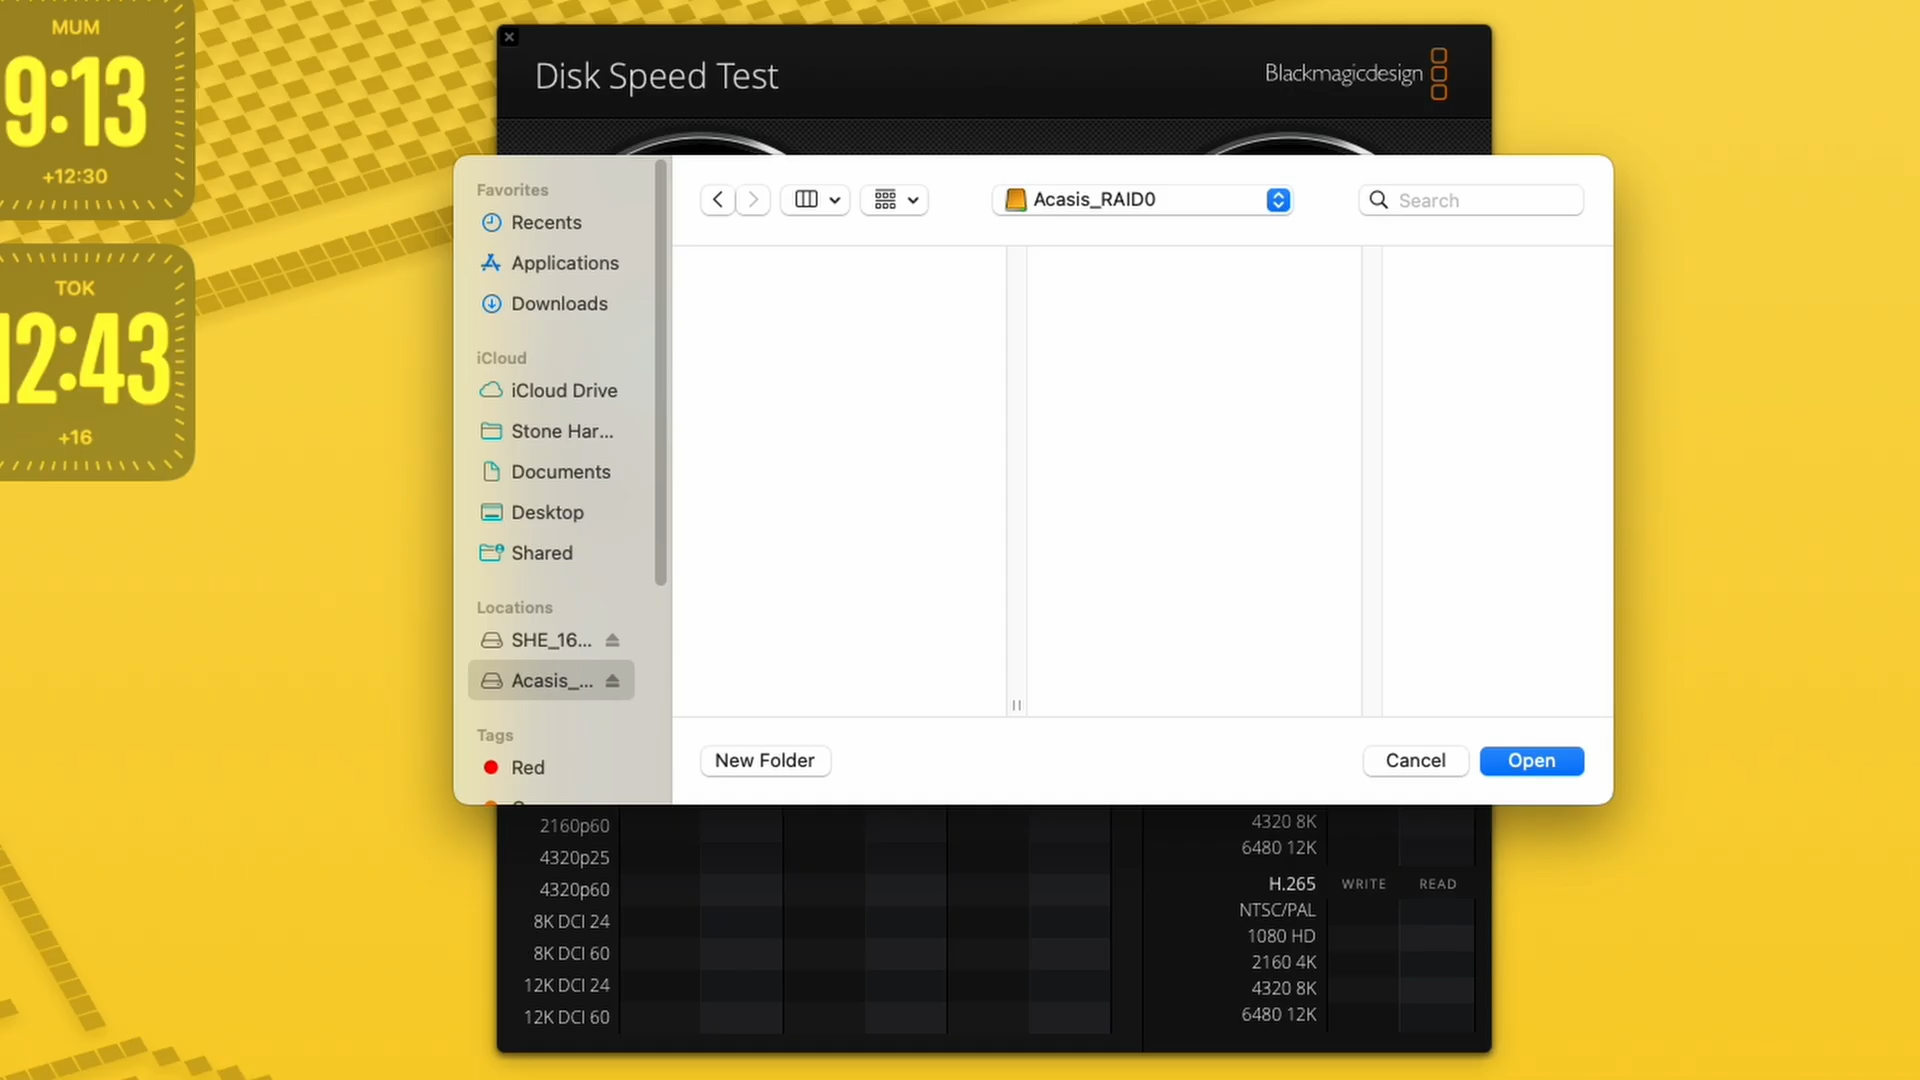 MUM
9:13
+12:30
TOK
12:43
+16
Disk Speed Test
Blackmagicdesign
Favorites
Recents
Applications
Downloads
iCloud
iCloud Drive
Stone Har...
Documents
Desktop
Shared
Locations
SHE_16...
Acasis_...
Tags
Red
Acasis_RAID0
Search
New Folder
Cancel
Open
2160p60
4320p25
4320p60
8K DCI 24
8K DCI 60
12K DCI 24
12K DCI 60
4320 8K
6480 12K
H.265 WRITE READ
NTSC/PAL
1080 HD
2160 4K
4320 8K
6480 12K